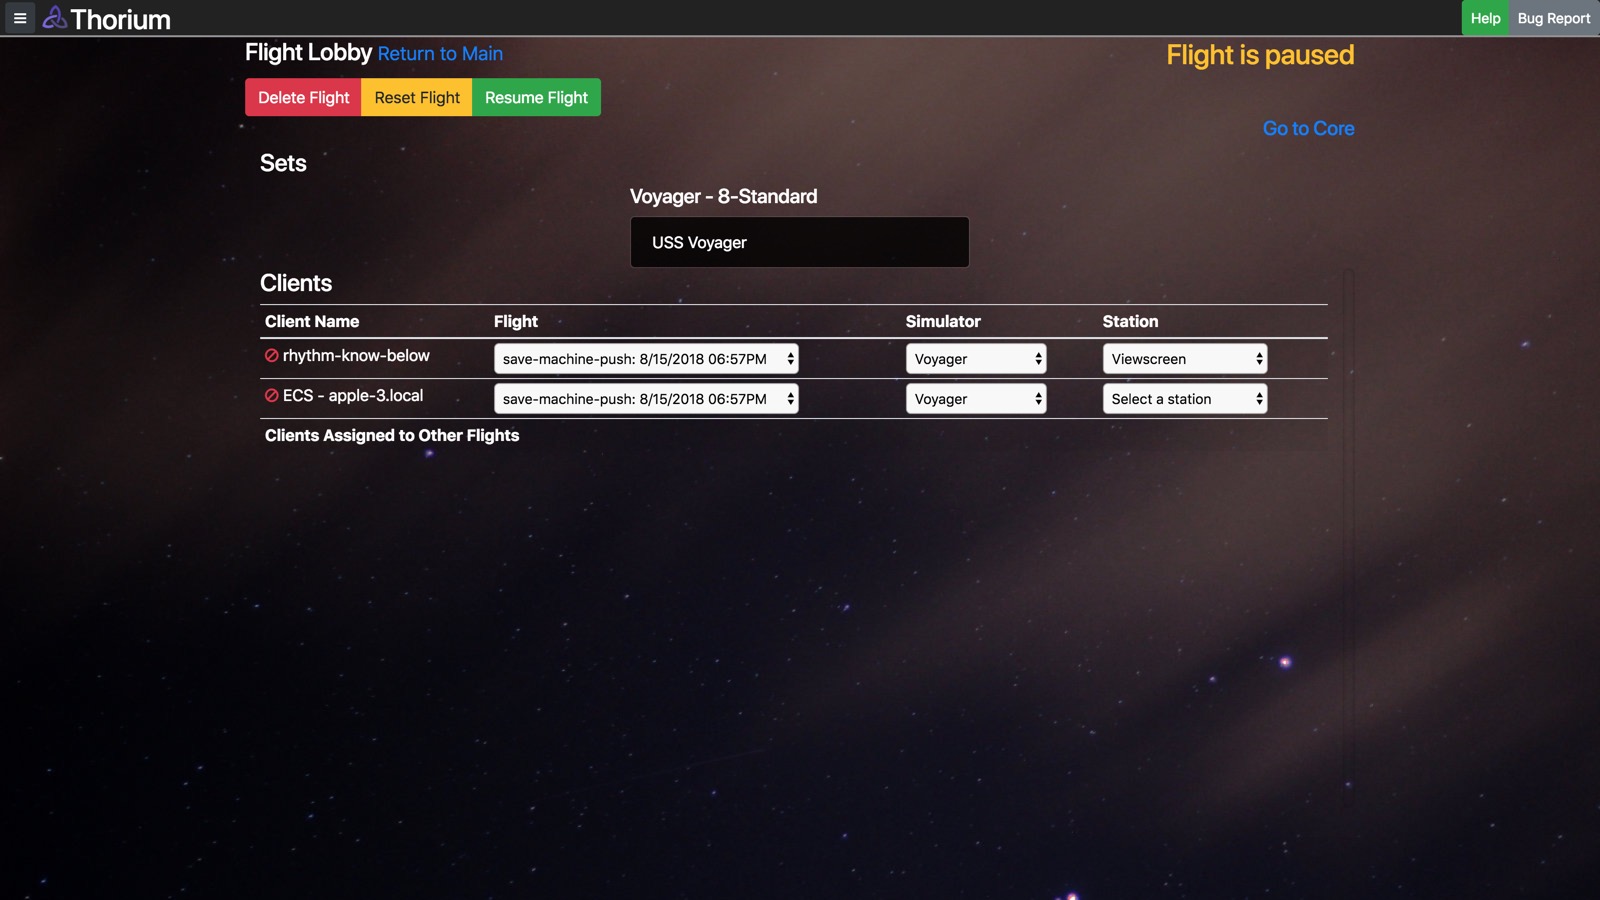 Thorium
Help
Bug Report
Flight Lobby Return to Main
Flight is paused
Delete Flight
Reset Flight
Resume Flight
Go to Core
Sets
Voyager - 8-Standard
USS Voyager
Clients
Client Name Flight Simulator Station
rhythm-know-below save-machine-push: 8/15/2018 06:57PM Voyager Viewscreen
ECS - apple-3.local save-machine-push: 8/15/2018 06:57PM Voyager Select a station
Clients Assigned to Other Flights